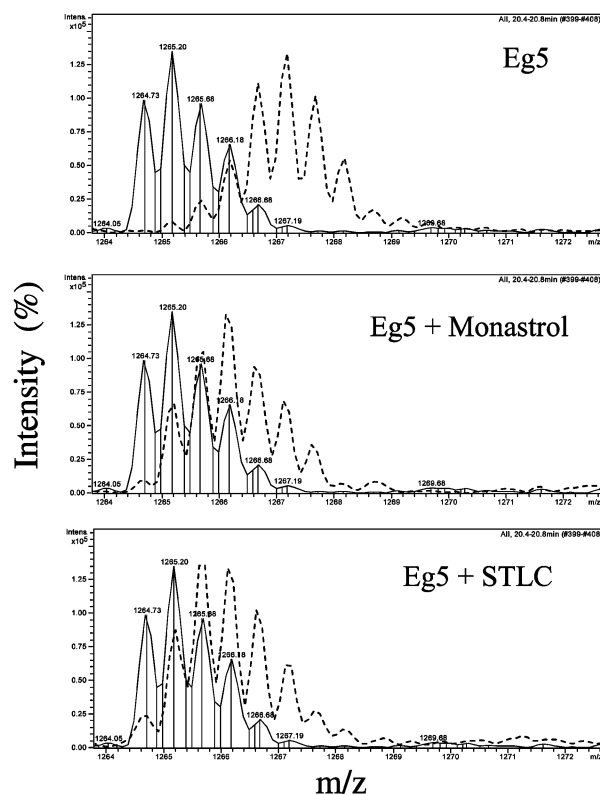 Intens.
x10⁵
All, 20.4-20.8min (#399-#408)
Eg5
1.25
1.00
0.75
0.50
0.25
0.00
1264.05
1264.73
1265.20
1265.68
1266.18
1266.68
1267.19
1269.68
1264 1265 1266 1267 1268 1269 1270 1271 1272 m/z
Intens.
x10⁵
All, 20.4-20.8min (#399-#408)
Eg5 + Monastrol
1.25
1.00
0.75
0.50
0.25
0.00
1264.05
1264.73
1265.20
1265.68
1266.18
1266.68
1267.19
1269.68
1264 1265 1266 1267 1268 1269 1270 1271 1272 m/z
Intensity (%)
Intens.
x10⁵
All, 20.4-20.8min (#399-#408)
Eg5 + STLC
1.25
1.00
0.75
0.50
0.25
0.00
1264.05
1264.73
1265.20
1265.68
1266.18
1266.68
1267.19
1269.68
1264 1265 1266 1267 1268 1269 1270 1271 1272 m/z
m/z